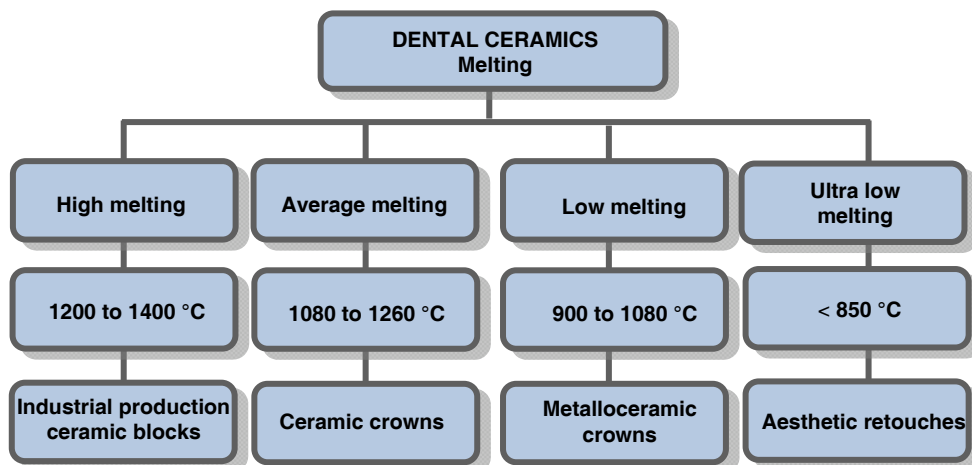 DENTAL CERAMICS
Melting
High melting
Average melting
Low melting
Ultra low
melting
1200 to 1400 °C
1080 to 1260 °C
900 to 1080 °C
< 850 °C
Industrial production
ceramic blocks
Ceramic crowns
Metalloceramic
crowns
Aesthetic retouches